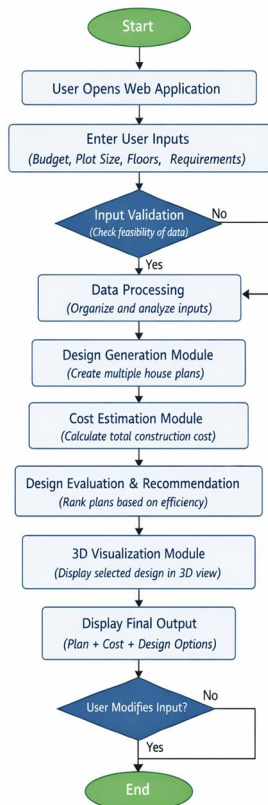 Start
User Opens Web Application
Enter User Inputs
(Budget, Plot Size, Floors, Requirements)
Input Validation
(Check feasibility of data)
No
Yes
Data Processing
(Organize and analyze inputs)
Design Generation Module
(Create multiple house plans)
Cost Estimation Module
(Calculate total construction cost)
Design Evaluation & Recommendation
(Rank plans based on efficiency)
3D Visualization Module
(Display selected design in 3D view)
Display Final Output
(Plan + Cost + Design Options)
User Modifies Input?
No
Yes
End